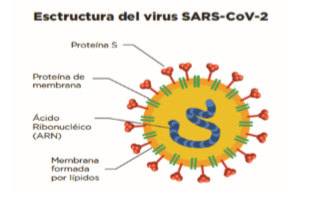 Esctructura del virus SARS-CoV-2
Proteína S
Proteína de
membrana
Ácido
Ribonucléico
(ARN)
Membrana
formada
por lípidos